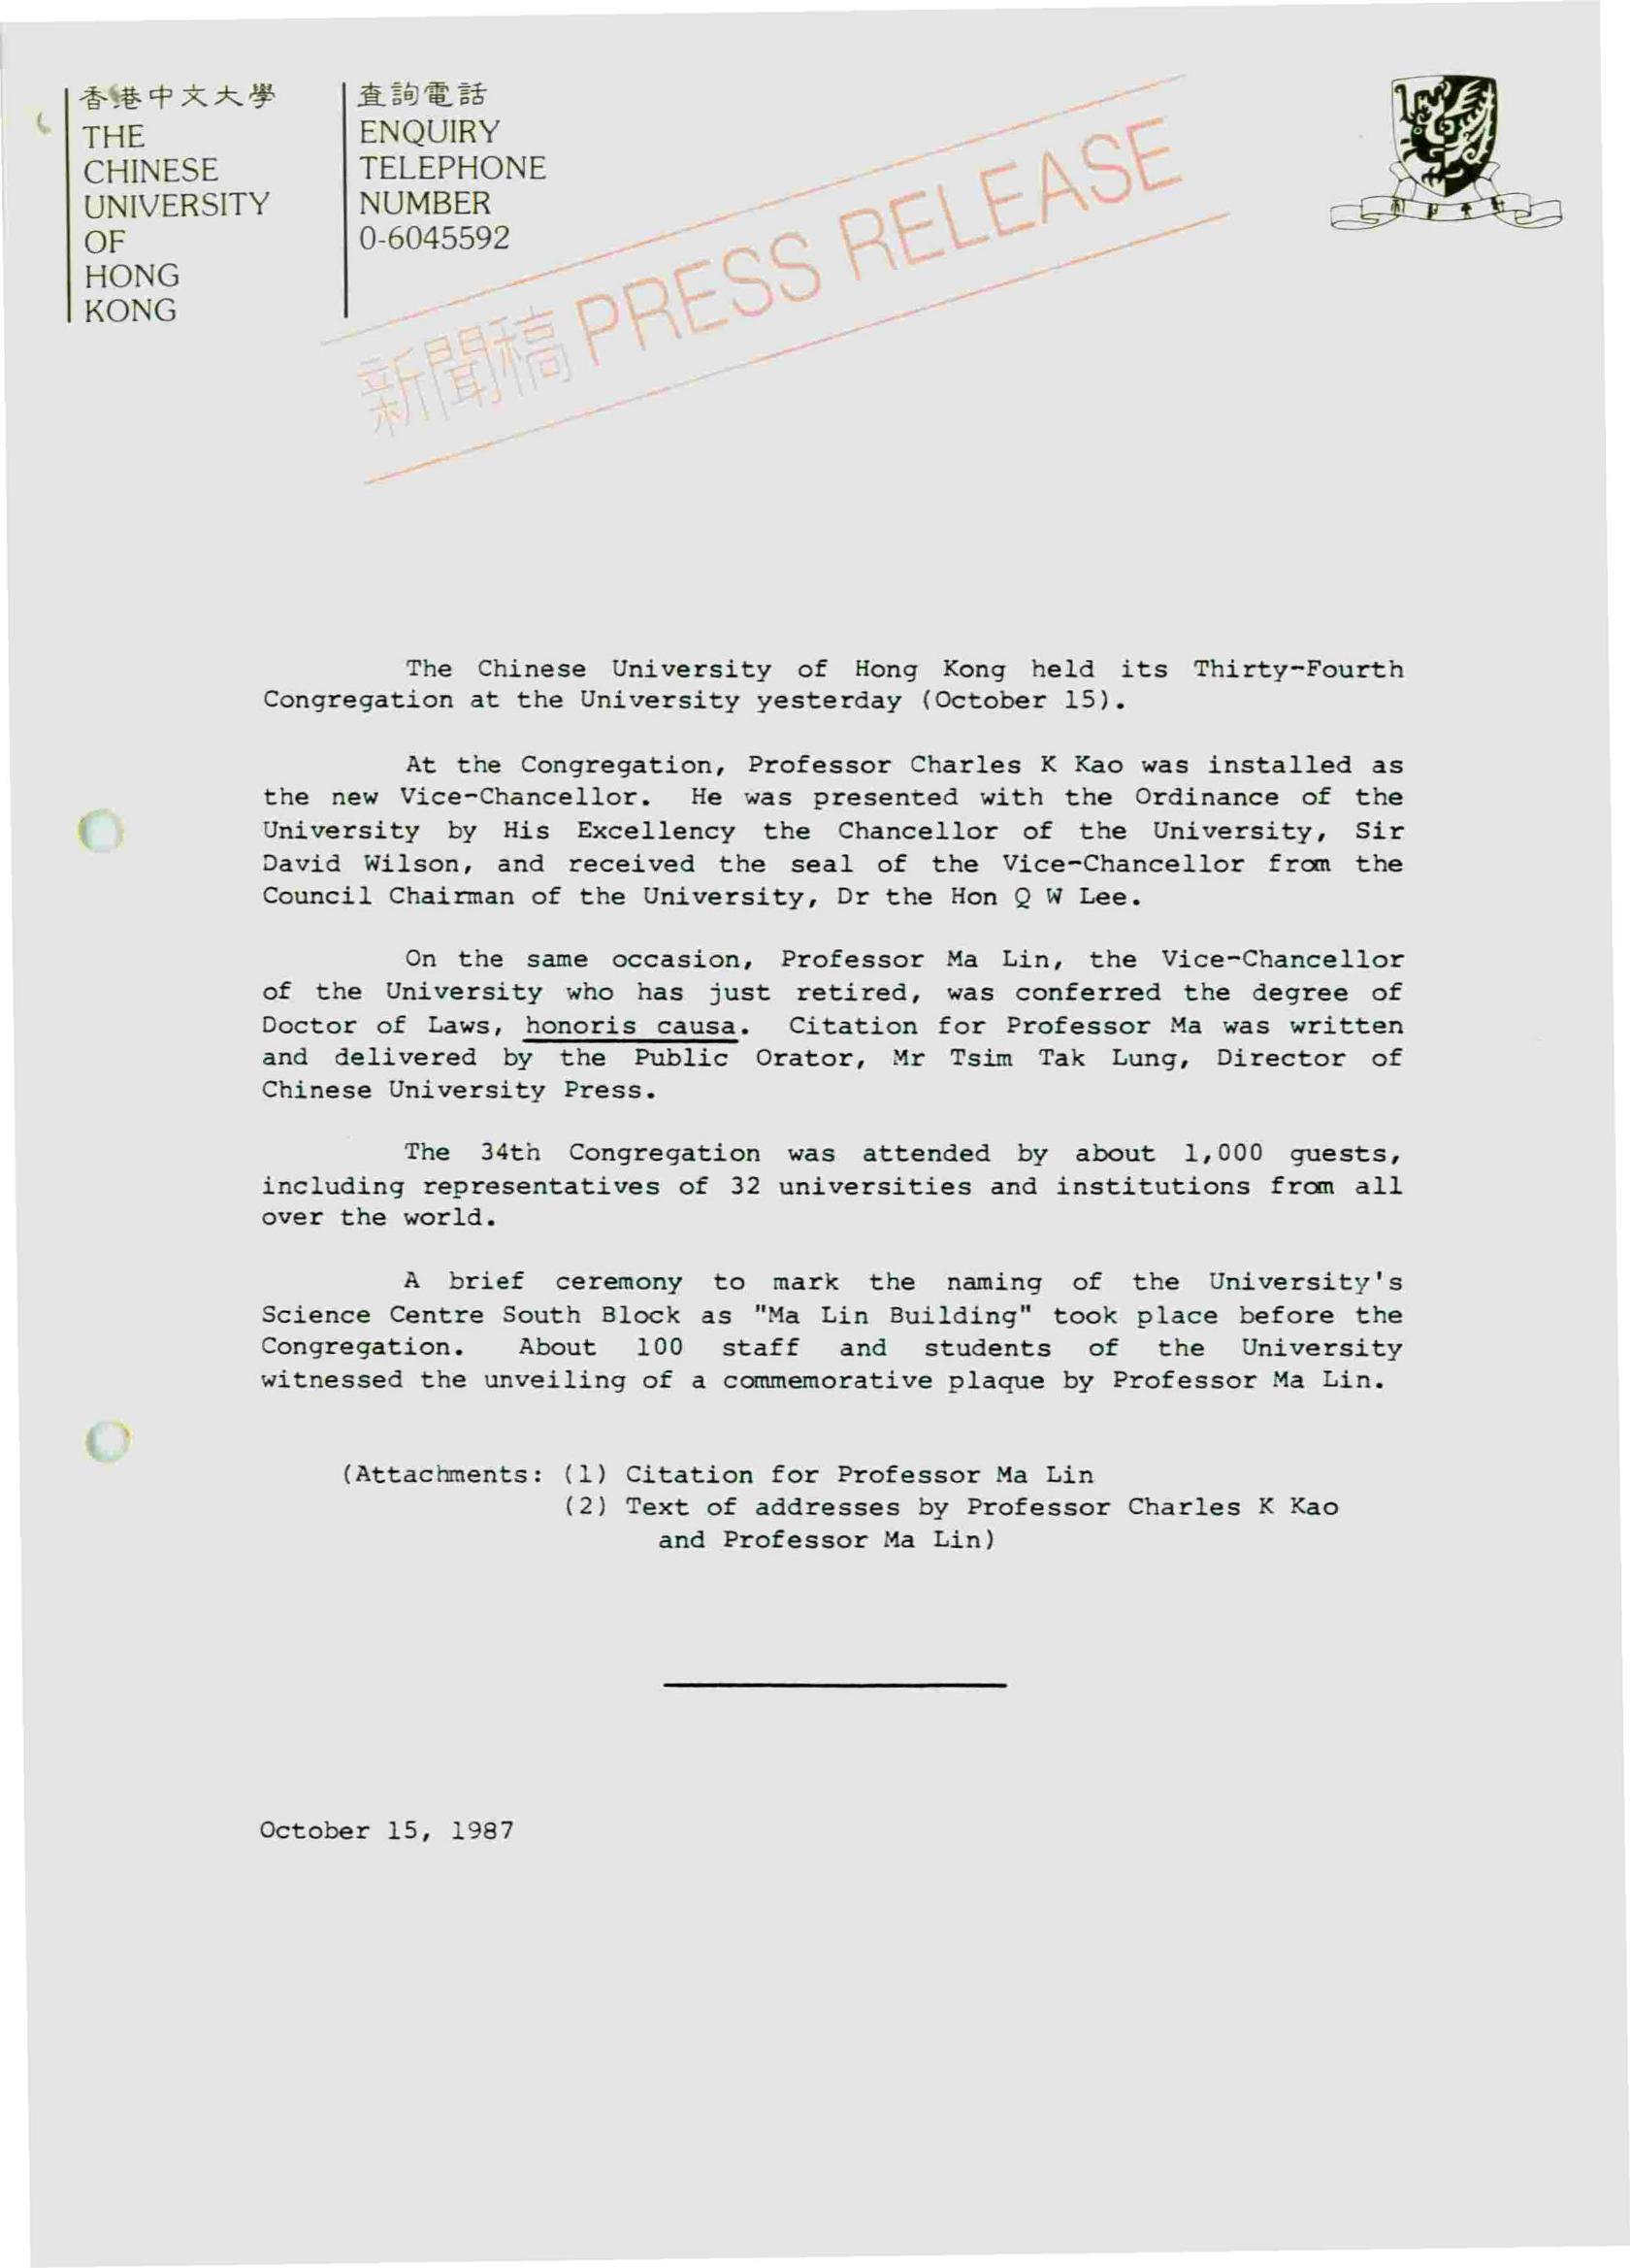 香港中文大學
THE
CHINESE
UNIVERSITY
OF
HONG
KONG
查詢電話
ENQUIRY
TELEPHONE
NUMBER
0-6045592
新聞稿 PRESS RELEASE
The Chinese University of Hong Kong held its Thirty-Fourth
Congregation at the University yesterday (October 15).
At the Congregation, Professor Charles K Kao was installed as
the new Vice-Chancellor. He was presented with the Ordinance of the
University by His Excellency the Chancellor of the University, Sir
David Wilson, and received the seal of the Vice-Chancellor from the
Council Chairman of the University, Dr the Hon Q W Lee.
On the same occasion, Professor Ma Lin, the Vice-Chancellor
of the University who has just retired, was conferred the degree of
Doctor of Laws, honoris causa. Citation for Professor Ma was written
and delivered by the Public Orator, Mr Tsim Tak Lung, Director of
Chinese University Press.
The 34th Congregation was attended by about 1,000 guests,
including representatives of 32 universities and institutions from all
over the world.
A brief ceremony to mark the naming of the University's
Science Centre South Block as "Ma Lin Building" took place before the
Congregation. About 100 staff and students of the University
witnessed the unveiling of a commemorative plaque by Professor Ma Lin.
(Attachments: (1) Citation for Professor Ma Lin
(2) Text of addresses by Professor Charles K Kao
and Professor Ma Lin)
October 15, 1987